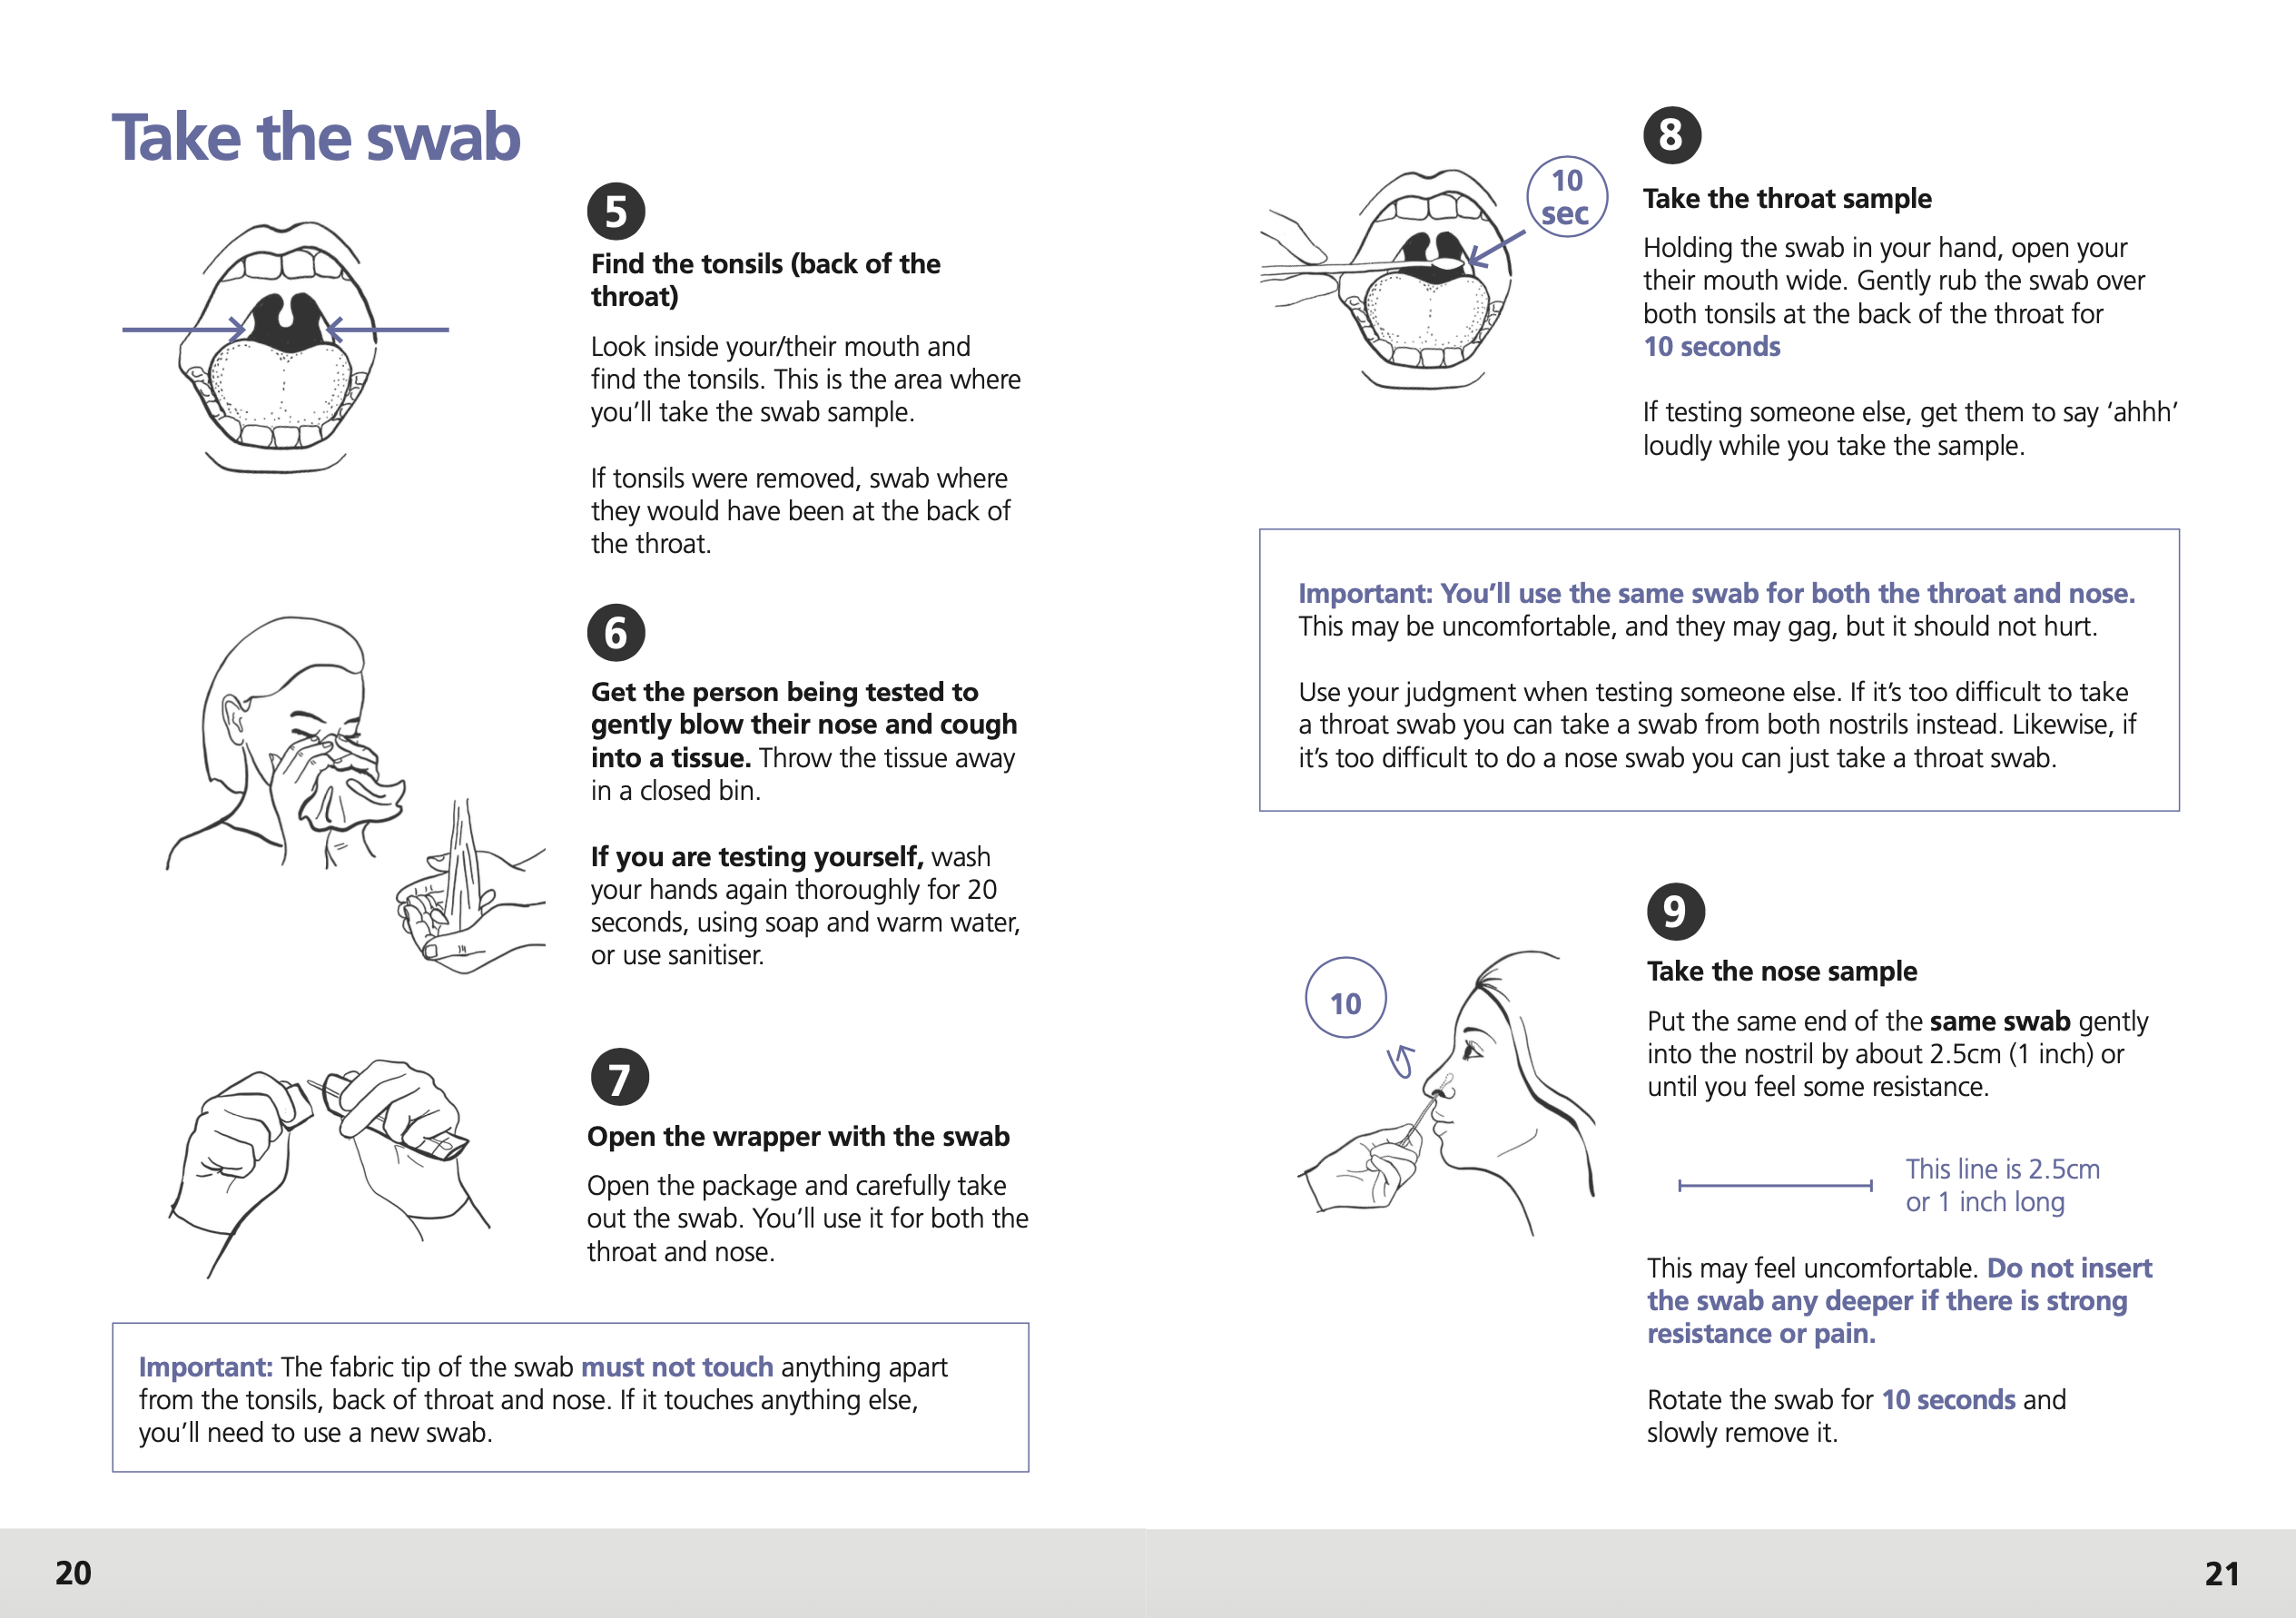 Take the swab
5
Find the tonsils (back of the
throat)
Look inside your/their mouth and
find the tonsils. This is the area where
you’ll take the swab sample.
If tonsils were removed, swab where
they would have been at the back of
the throat.
6
Get the person being tested to
gently blow their nose and cough
into a tissue. Throw the tissue away
in a closed bin.
If you are testing yourself, wash
your hands again thoroughly for 20
seconds, using soap and warm water,
or use sanitiser.
7
Open the wrapper with the swab
Open the package and carefully take
out the swab. You’ll use it for both the
throat and nose.
Important: The fabric tip of the swab must not touch anything apart
from the tonsils, back of throat and nose. If it touches anything else,
you’ll need to use a new swab.
20
8
10
sec
Take the throat sample
Holding the swab in your hand, open your
their mouth wide. Gently rub the swab over
both tonsils at the back of the throat for
10 seconds
If testing someone else, get them to say ‘ahhh’
loudly while you take the sample.
Important: You’ll use the same swab for both the throat and nose.
This may be uncomfortable, and they may gag, but it should not hurt.
Use your judgment when testing someone else. If it’s too difficult to take
a throat swab you can take a swab from both nostrils instead. Likewise, if
it’s too difficult to do a nose swab you can just take a throat swab.
9
10
Take the nose sample
Put the same end of the same swab gently
into the nostril by about 2.5cm (1 inch) or
until you feel some resistance.
This line is 2.5cm
or 1 inch long
This may feel uncomfortable. Do not insert
the swab any deeper if there is strong
resistance or pain.
Rotate the swab for 10 seconds and
slowly remove it.
21